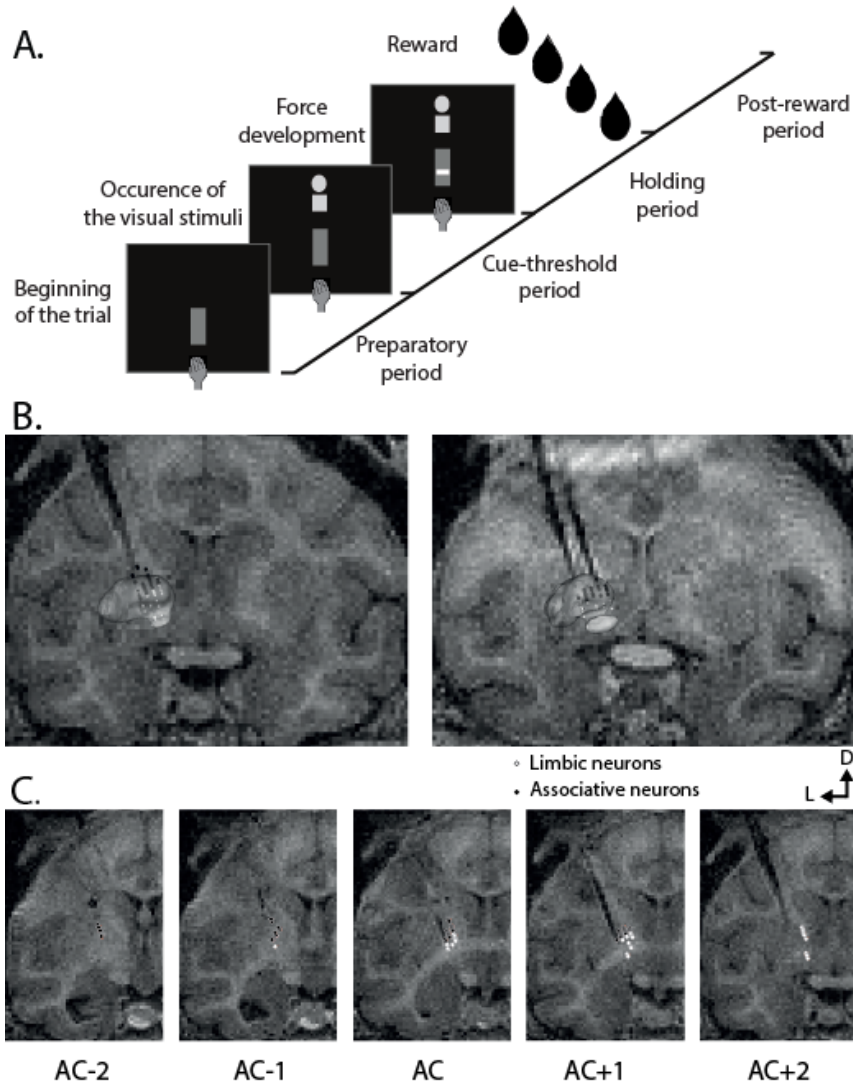 A.
Reward
Force
development
Occurence of
the visual stimuli
Beginning
of the trial
Post-reward
period
Holding
period
Cue-threshold
period
Preparatory
period
B.
Limbic neurons
Associative neurons
D
L
C.
AC-2
AC-1
AC
AC+1
AC+2